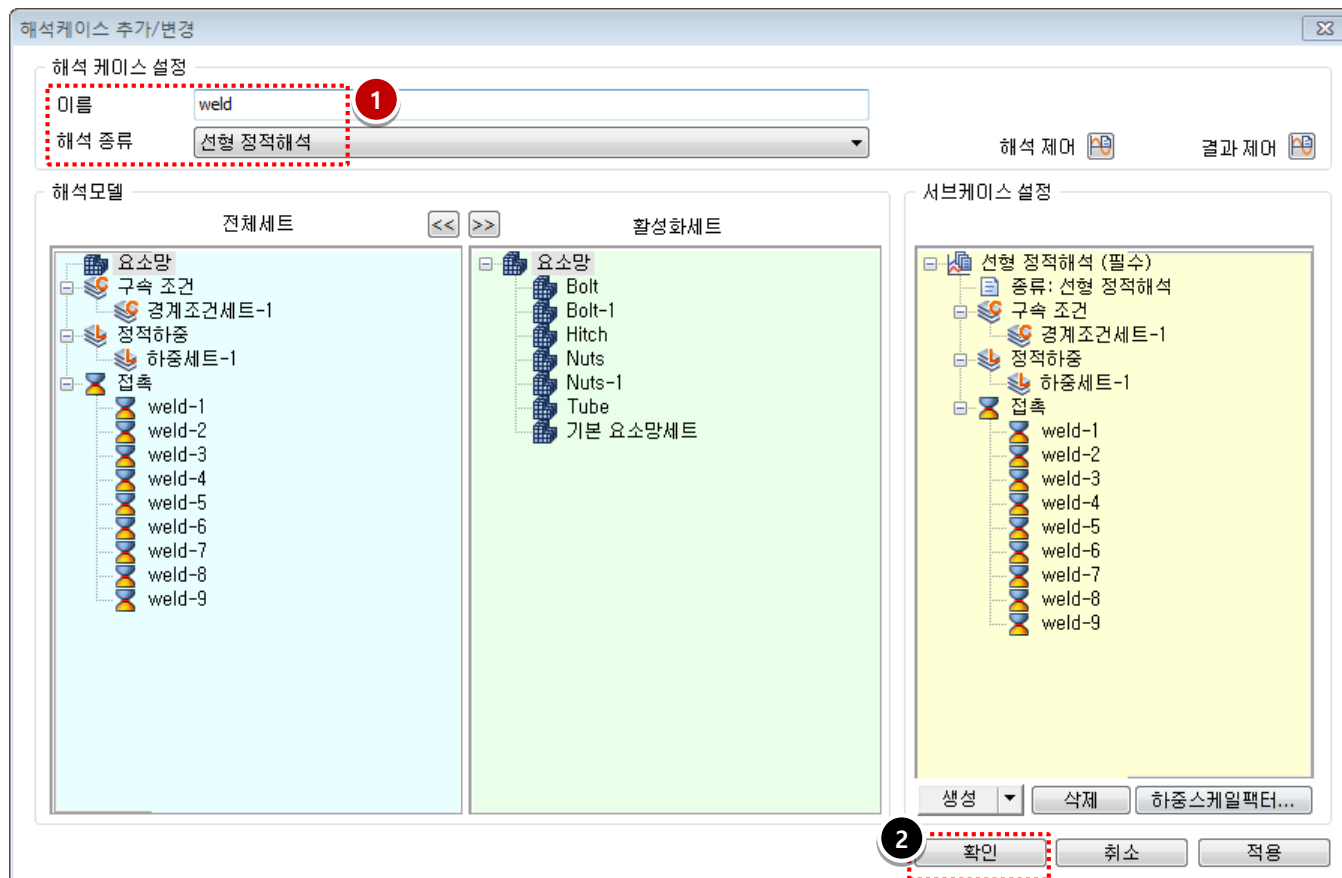 해석케이스 추가/변경
해석 케이스 설정
이름 weld
1
해석 종류 선형 정적해석
해석 제어 결과 제어
해석모델
전체세트 << >> 활성화세트
요소망
구속 조건
경계조건세트-1
정적하중
하중세트-1
접촉
weld-1
weld-2
weld-3
weld-4
weld-5
weld-6
weld-7
weld-8
weld-9
요소망
Bolt
Bolt-1
Hitch
Nuts
Nuts-1
Tube
기본 요소망세트
서브케이스 설정
선형 정적해석 (필수)
종류: 선형 정적해석
구속 조건
경계조건세트-1
정적하중
하중세트-1
접촉
weld-1
weld-2
weld-3
weld-4
weld-5
weld-6
weld-7
weld-8
weld-9
생성 삭제 하중스케일팩터...
2
확인 취소 적용